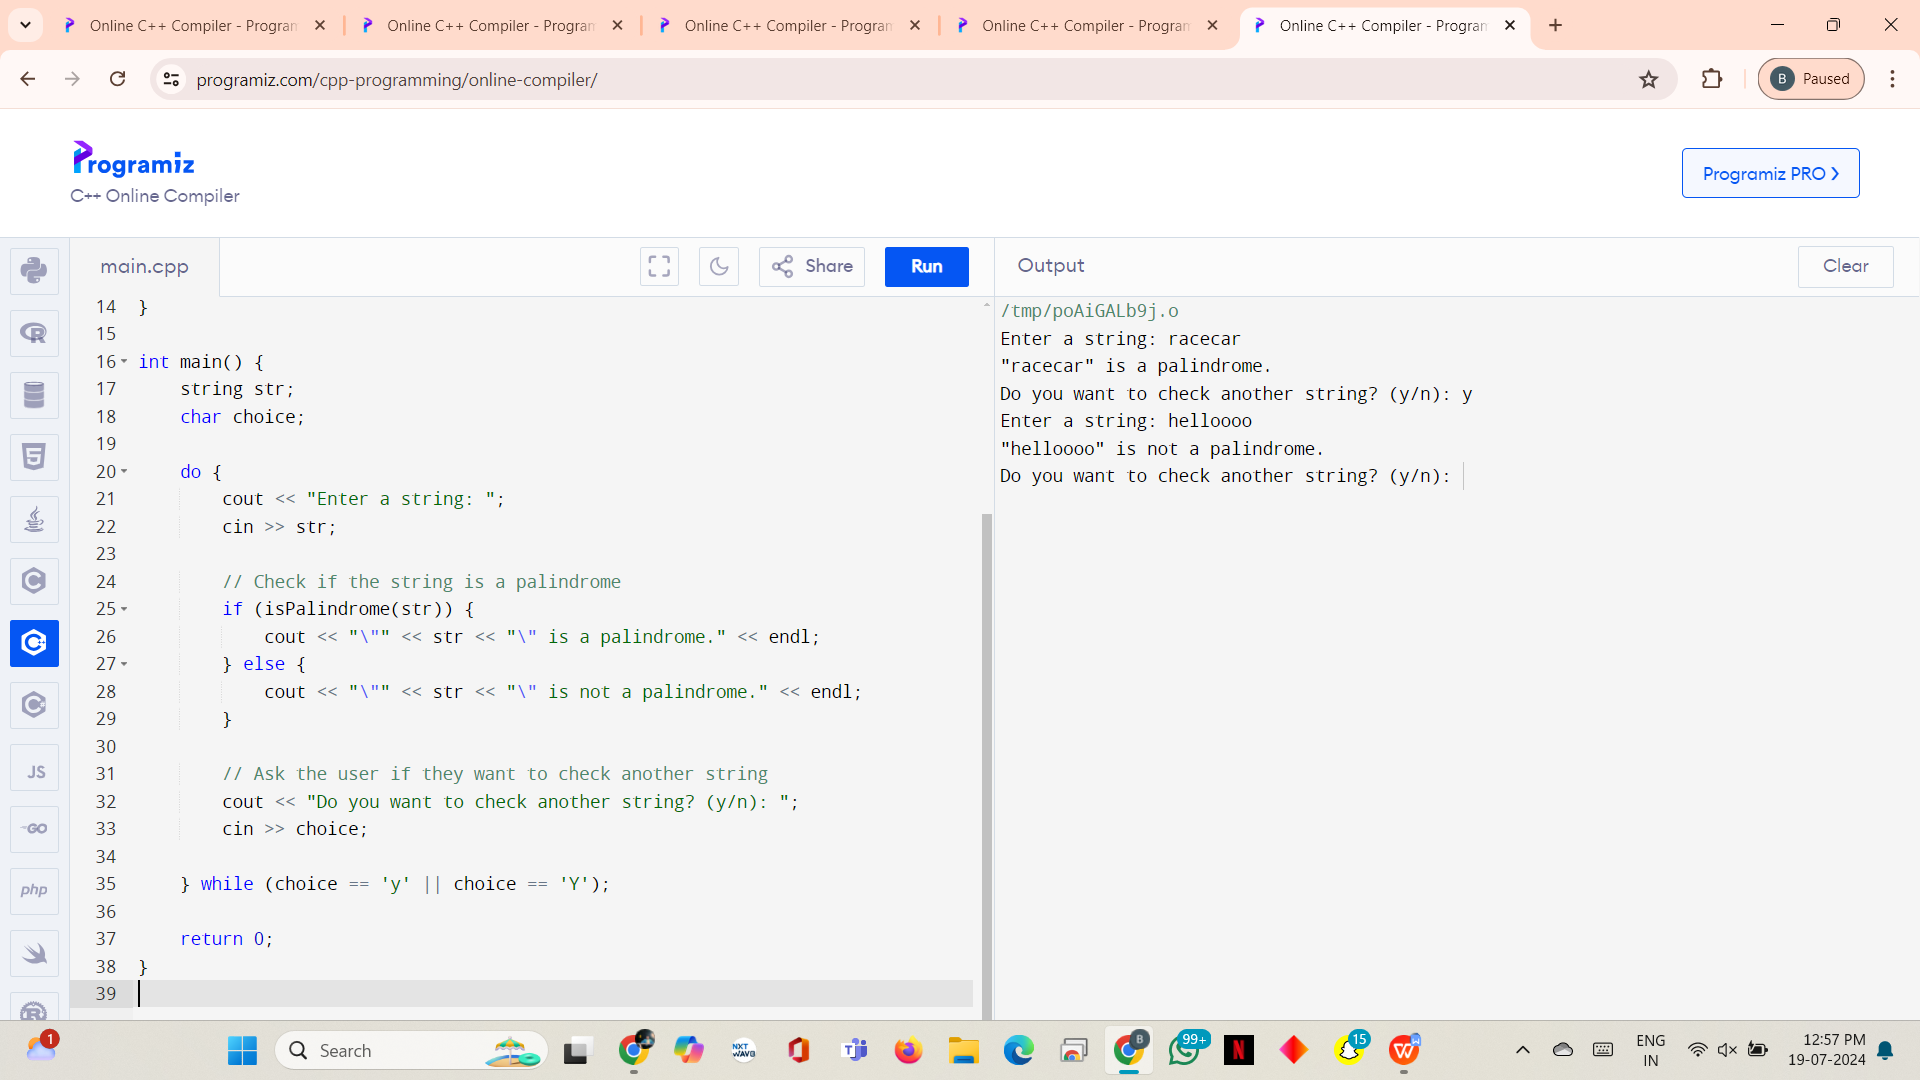 Online C++ Compiler - Program
Online C++ Compiler - Program
Online C++ Compiler - Program
Online C++ Compiler - Program
Online C++ Compiler - Program
programiz.com/cpp-programming/online-compiler/
B Paused
Programiz
C++ Online Compiler
Programiz PRO
main.cpp
Share
Run
Output
Clear
14 }
15
16 int main() {
17 string str;
18 char choice;
19
20 do {
21 cout << "Enter a string: ";
22 cin >> str;
23
24 // Check if the string is a palindrome
25 if (isPalindrome(str)) {
26 cout << "\"" << str << "\" is a palindrome." << endl;
27 } else {
28 cout << "\"" << str << "\" is not a palindrome." << endl;
29 }
30
31 // Ask the user if they want to check another string
32 cout << "Do you want to check another string? (y/n): ";
33 cin >> choice;
34
35 } while (choice == 'y' || choice == 'Y');
36
37 return 0;
38 }
39
/tmp/poAiGALb9j.o
Enter a string: racecar
"racecar" is a palindrome.
Do you want to check another string? (y/n): y
Enter a string: helloooo
"helloooo" is not a palindrome.
Do you want to check another string? (y/n):
JS
GO
php
1
Search
NXT
WAVE
B
99+
N
15
W
ENG
IN
12:57 PM
19-07-2024